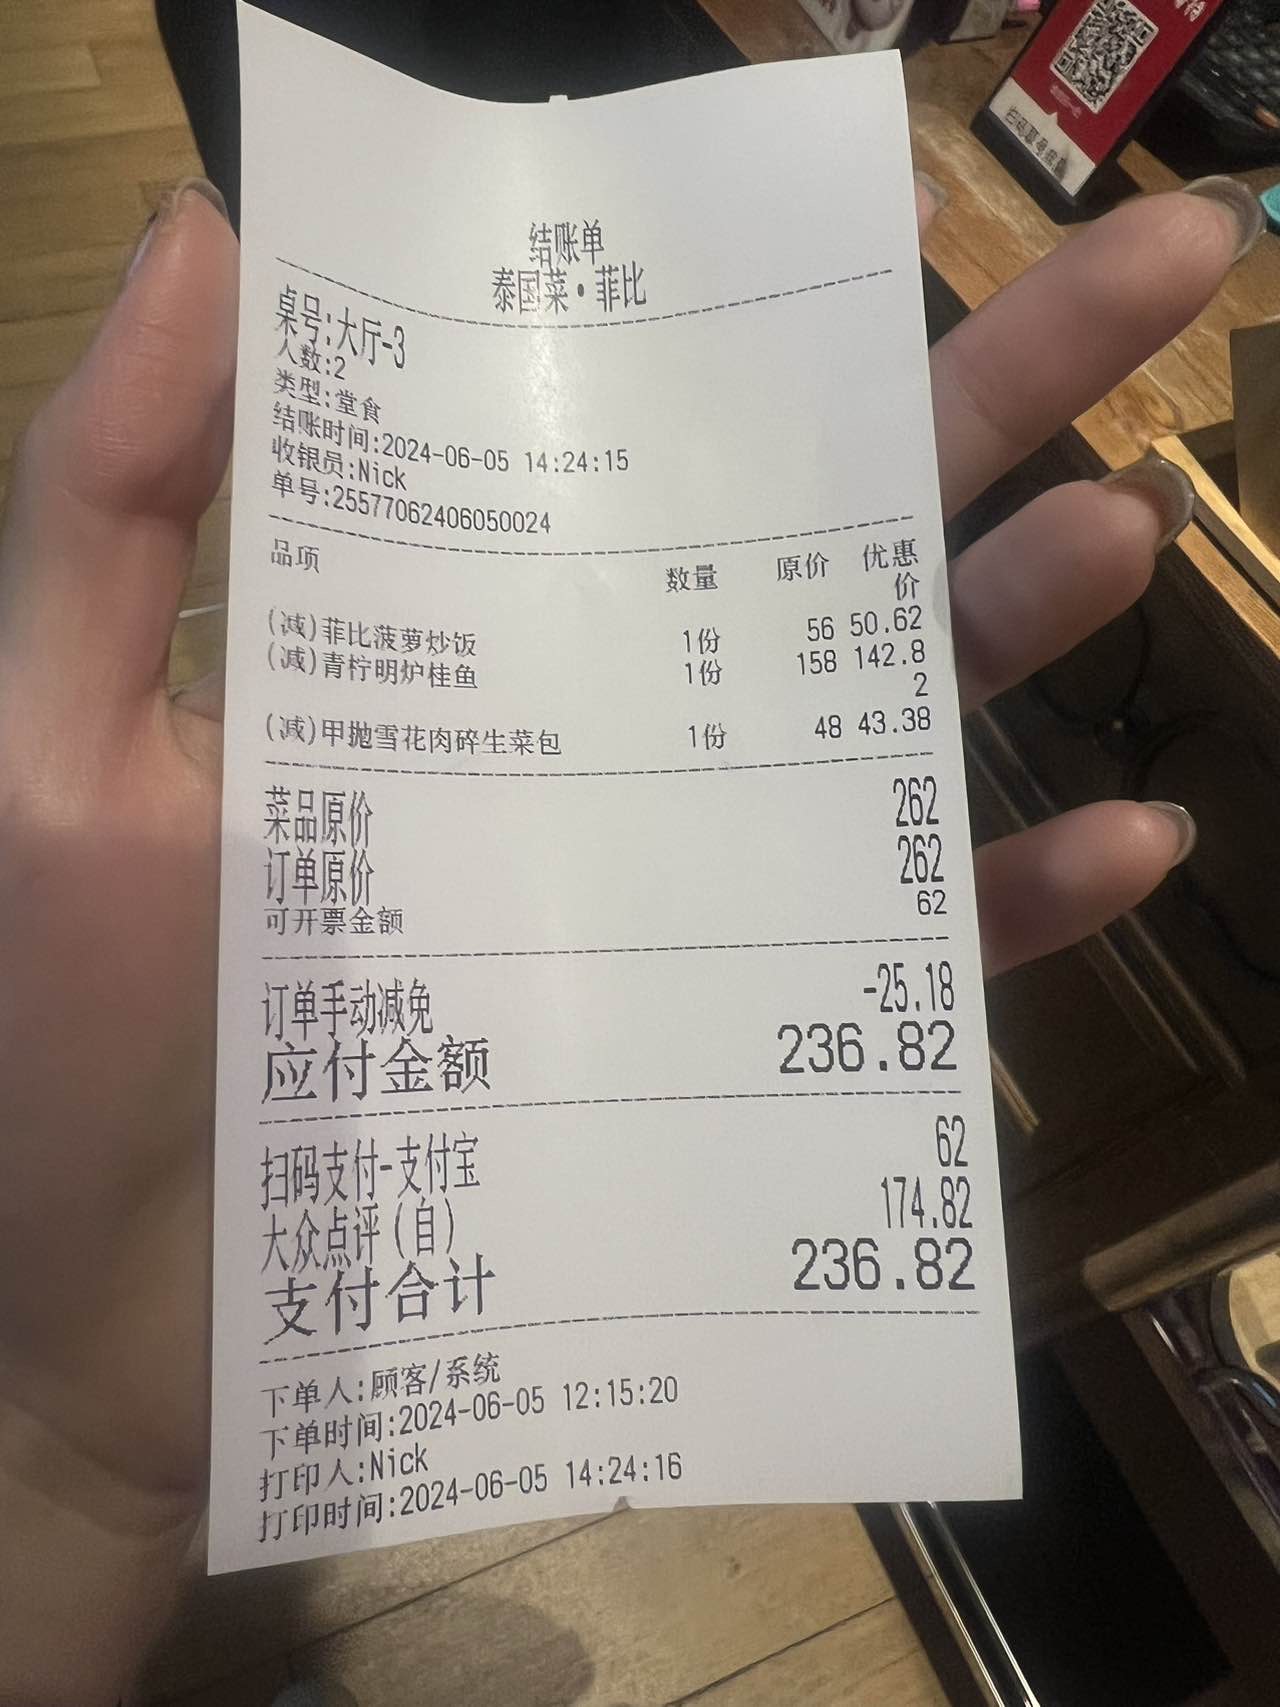 结账单
泰国菜·菲比
桌号:大厅-3
人数:2
类型:堂食
结账时间:2024-06-05 14:24:15
收银员:Nick
单号:25577062406050024
品项 数量 原价 优惠价
(减)菲比菠萝炒饭 1份 56 50.62
(减)青柠明炉桂鱼 1份 158 142.82
(减)甲抛雪花肉碎生菜包 1份 48 43.38
菜品原价 262
订单原价 262
可开票金额 62
订单手动减免 -25.18
应付金额 236.82
扫码支付-支付宝 62
大众点评(自) 174.82
支付合计 236.82
下单人:顾客/系统
下单时间:2024-06-05 12:15:20
打印人:Nick
打印时间:2024-06-05 14:24:16